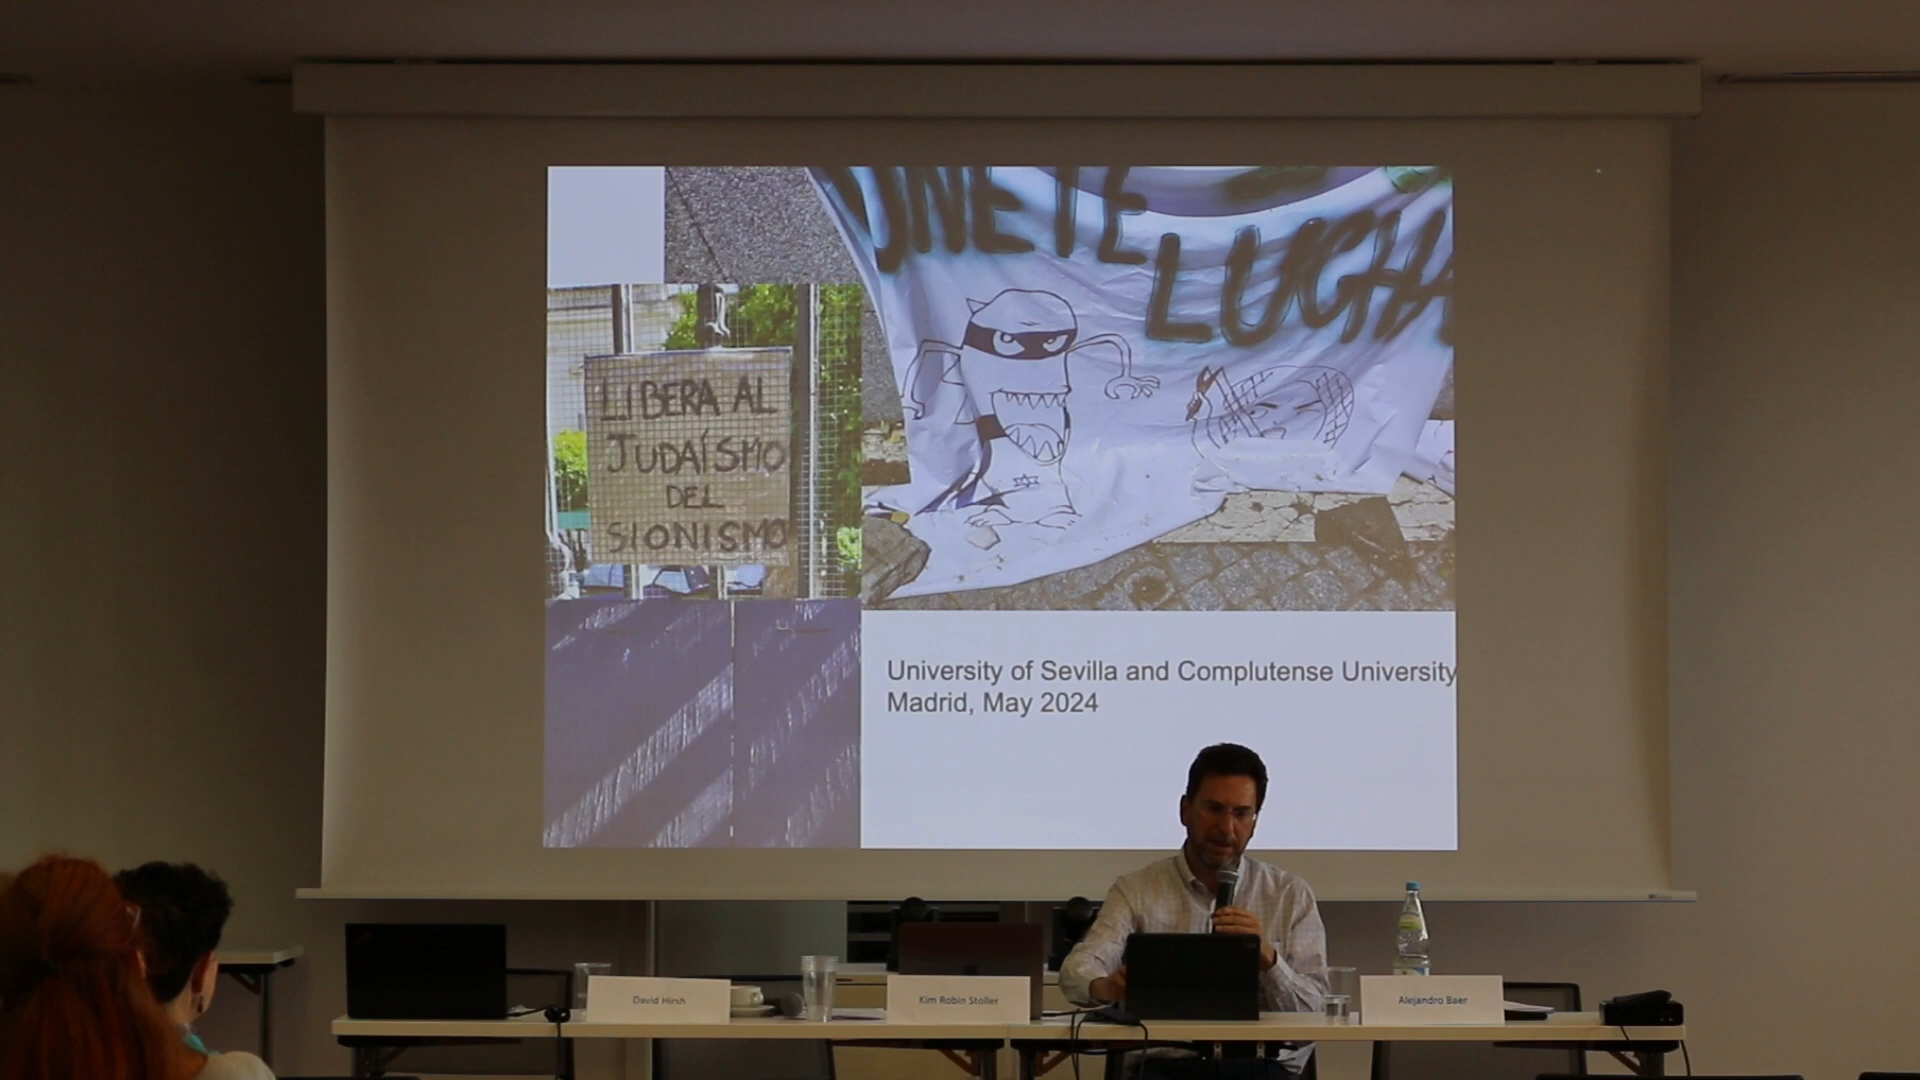 ÚNETE
LUCHA
LIBERA AL
JUDAÍSMO
DEL
SIONISMO
University of Sevilla and Complutense University
Madrid, May 2024
David Hirsh
Kim Robin Stoller
Alejandro Baer